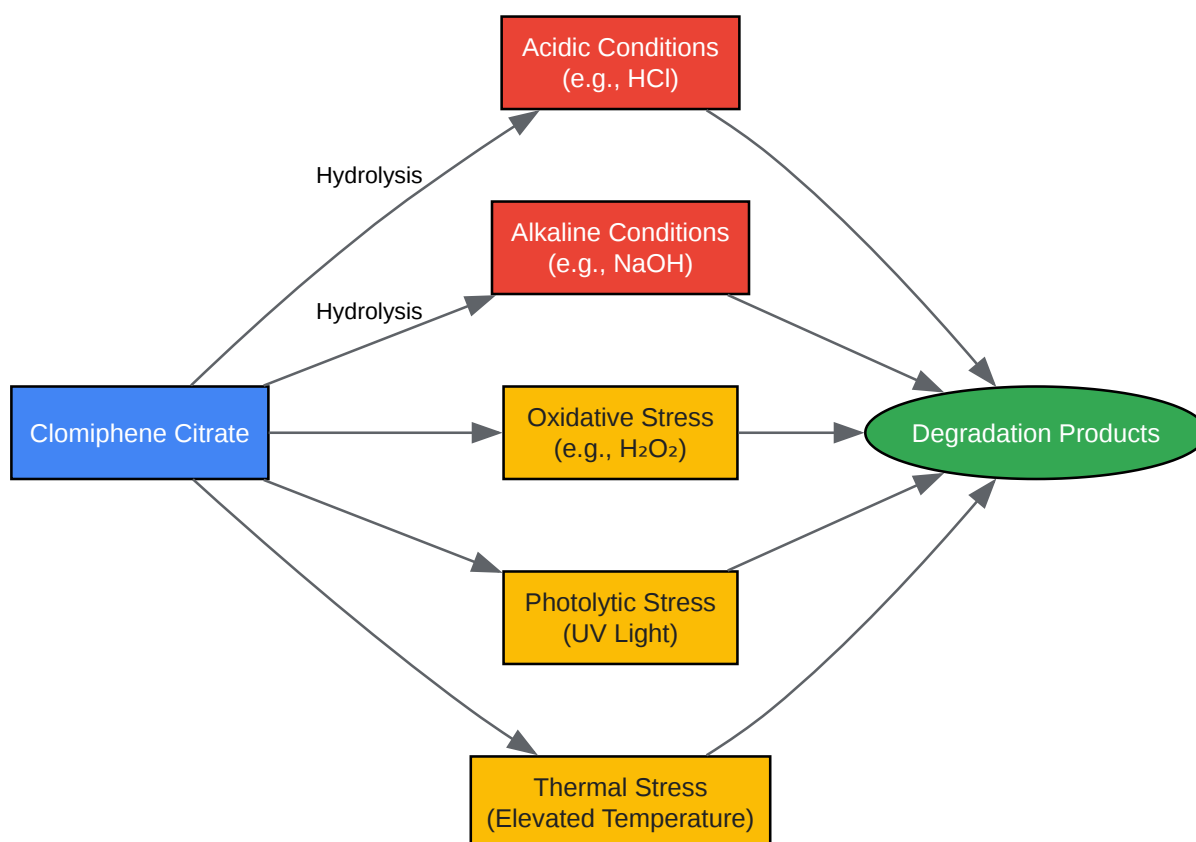 Acidic Conditions
(e.g., HCl)
Hydrolysis
Alkaline Conditions
(e.g., NaOH)
Hydrolysis
Clomiphene Citrate
Oxidative Stress
(e.g., H₂O₂)
Degradation Products
Photolytic Stress
(UV Light)
Thermal Stress
(Elevated Temperature)